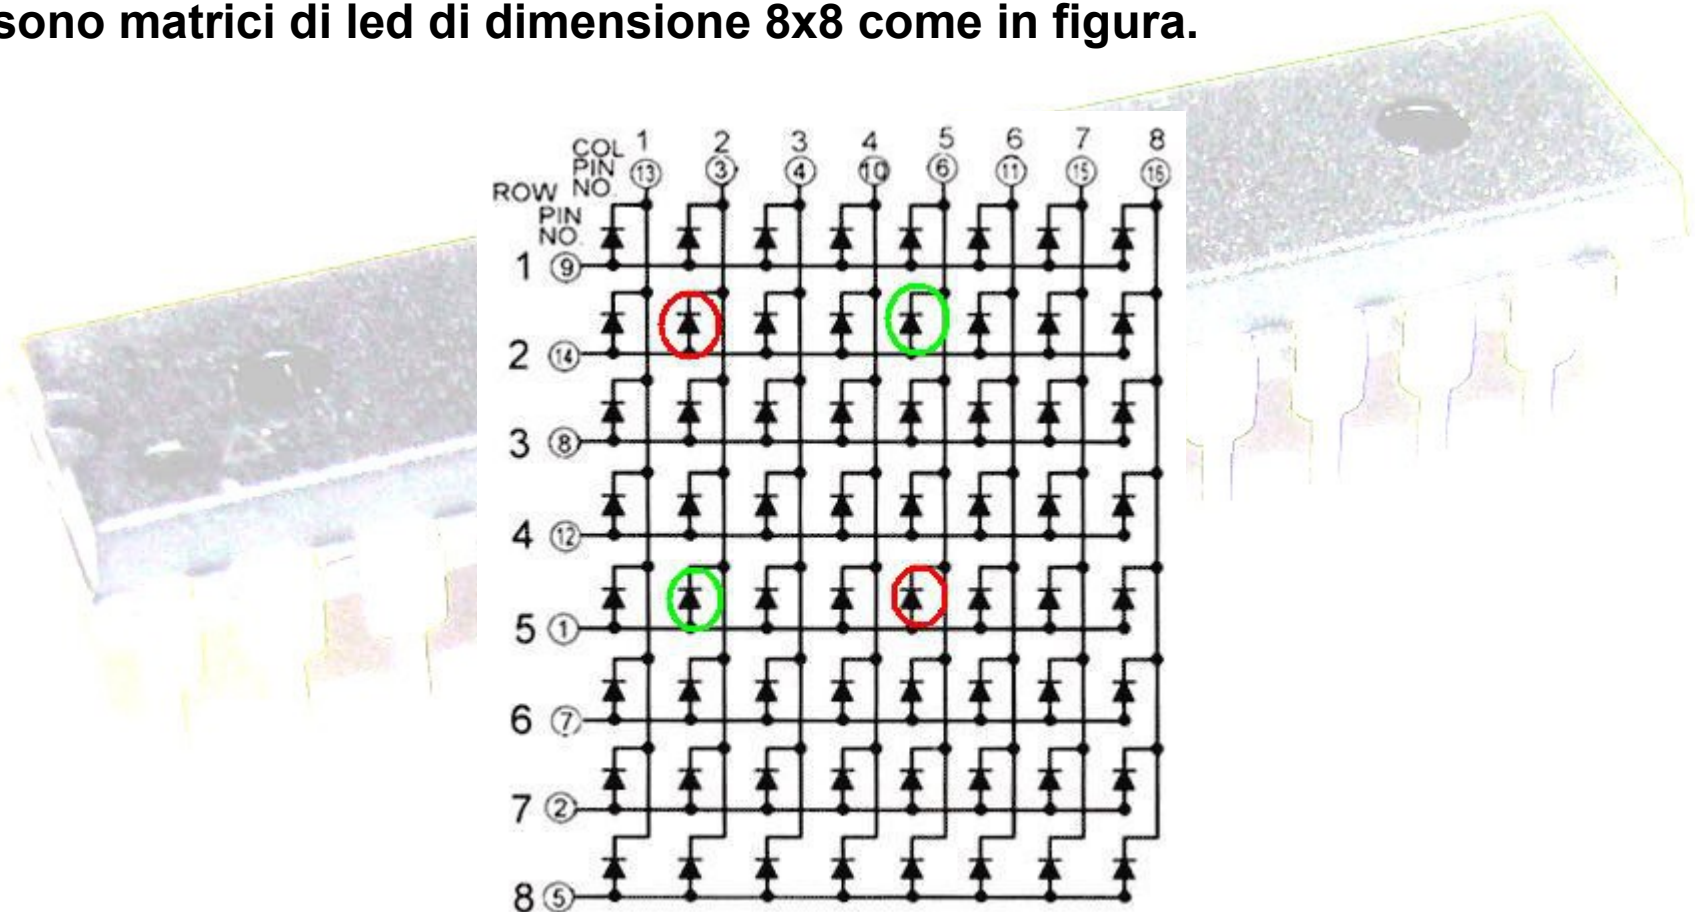 sono matrici di led di dimensione 8x8 come in figura.
COL 1 2 3 4 5 6 7 8
PIN NO. 13 3 4 10 6 11 15 16
ROW PIN NO.
1 9
2 14
3 8
4 12
5 1
6 7
7 2
8 5